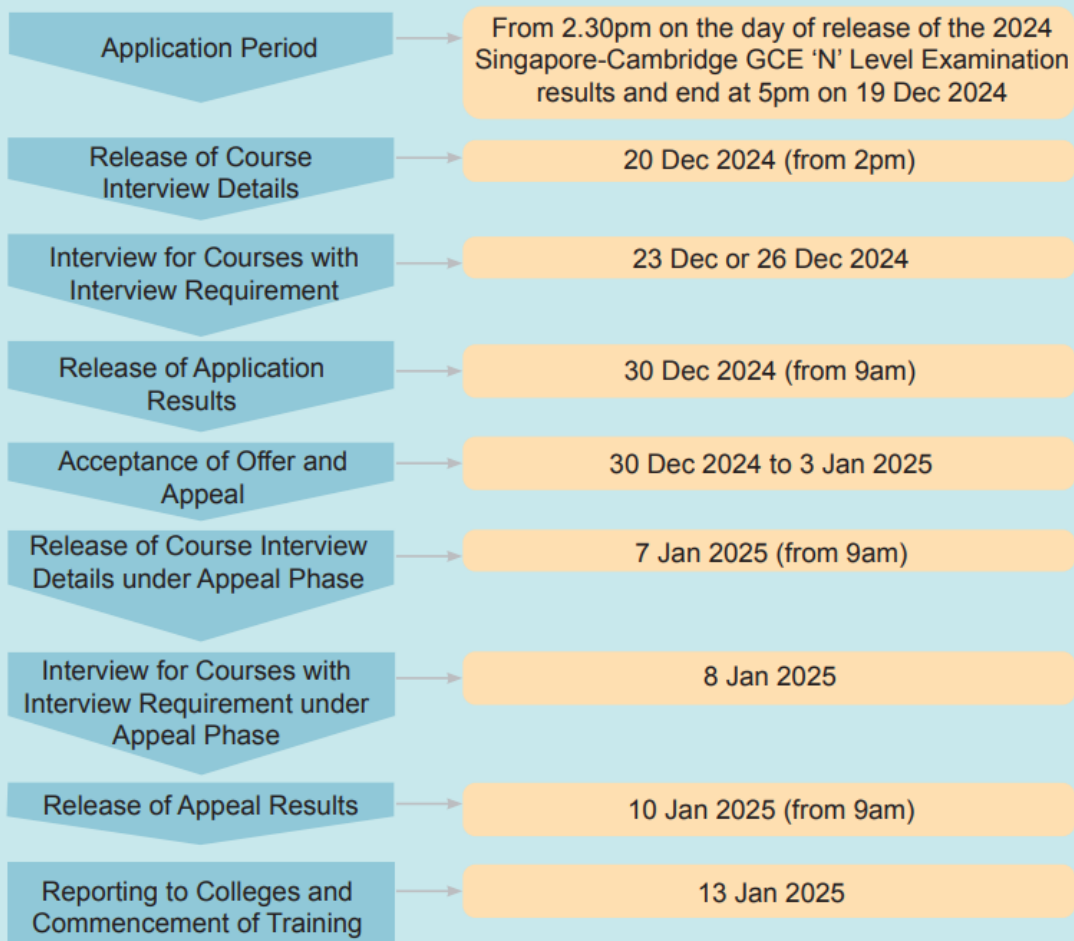 Application Period
From 2.30pm on the day of release of the 2024
Singapore-Cambridge GCE ‘N’ Level Examination
results and end at 5pm on 19 Dec 2024
Release of Course
Interview Details
20 Dec 2024 (from 2pm)
Interview for Courses with
Interview Requirement
23 Dec or 26 Dec 2024
Release of Application
Results
30 Dec 2024 (from 9am)
Acceptance of Offer and
Appeal
30 Dec 2024 to 3 Jan 2025
Release of Course Interview
Details under Appeal Phase
7 Jan 2025 (from 9am)
Interview for Courses with
Interview Requirement under
Appeal Phase
8 Jan 2025
Release of Appeal Results
10 Jan 2025 (from 9am)
Reporting to Colleges and
Commencement of Training
13 Jan 2025